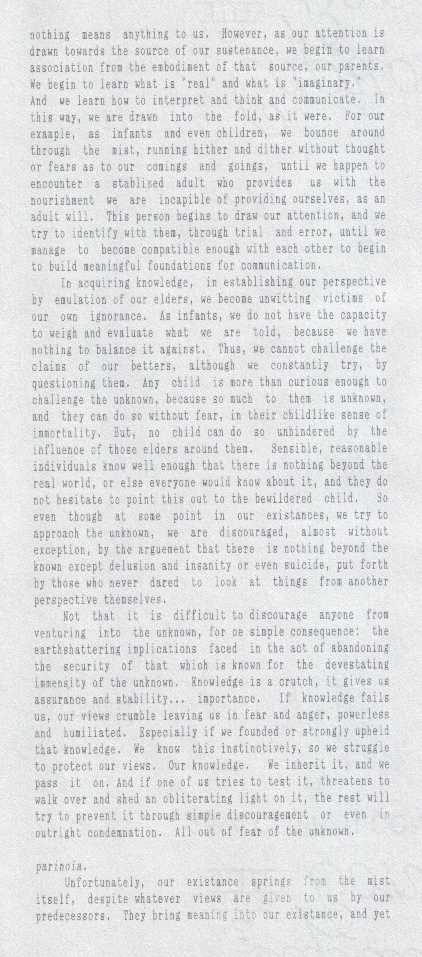 nothing means anything to us. However, as our attention is
drawn towards the source of our sustenance, we begin to learn
association from the embodiment of that source, our parents.
We begin to learn what is "real" and what is "imaginary."
And we learn how to interpret and think and communicate. In
this way, we are drawn into the fold, as it were. For our
example, as infants and even children, we bounce around
through the mist, running hither and dither without thought
or fears as to our comings and goings, until we happen to
encounter a stablised adult who provides us with the
nourishment we are incapible of providing ourselves, as an
adult will. This person begins to draw our attention, and we
try to identify with them, through trial and error, until we
manage to become compatible enough with each other to begin
to build meaningful foundations for communication.
In acquiring knowledge, in establishing our perspective
by emulation of our elders, we become unwitting victims of
our own ignorance. As infants, we do not have the capacity
to weigh and evaluate what we are told, because we have
nothing to balance it against. Thus, we cannot challenge the
claims of our betters, although we constantly try, by
questioning them. Any child is more than curious enough to
challenge the unknown, because so much to them is unknown,
and they can do so without fear, in their childlike sense of
immortality. But, no child can do so unhindered by the
influence of those elders around them. Sensible, reasonable
individuals know well enough that there is nothing beyond the
real world, or else everyone would know about it, and they do
not hesitate to point this out to the bewildered child. So
even though at some point in our existances, we try to
approach the unknown, we are discouraged, almost without
exception, by the arguement that there is nothing beyond the
known except delusion and insanity or even suicide, put forth
by those who never dared to look at things from another
perspective themselves.
Not that it is difficult to discourage anyone from
venturing into the unknown, for oe simple consequence: the
earthshattering implications faced in the act of abandoning
the security of that which is known for the devestating
immensity of the unknown. Knowledge is a crutch, it gives us
assurance and stability... importance. If knowledge fails
us, our views crumble leaving us in fear and anger, powerless
and humiliated. Especially if we founded or strongly upheld
that knowledge. We know this instinctively, so we struggle
to protect our views. Our knowledge. We inherit it, and we
pass it on. And if one of us tries to test it, threatens to
walk over and shed an obliterating light on it, the rest will
try to prevent it through simple discouragement or even in
outright condemnation. All out of fear of the unknown.
parinoia.
Unfortunately, our existance springs from the mist
itself, despite whatever views are given to us by our
predecessors. They bring meaning into our existance, and yet